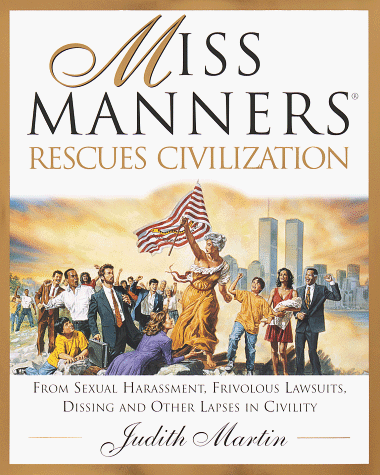 MISS
MANNERS®
RESCUES CIVILIZATION
FROM SEXUAL HARASSMENT, FRIVOLOUS LAWSUITS,
DISSING AND OTHER LAPSES IN CIVILITY
Judith Martin